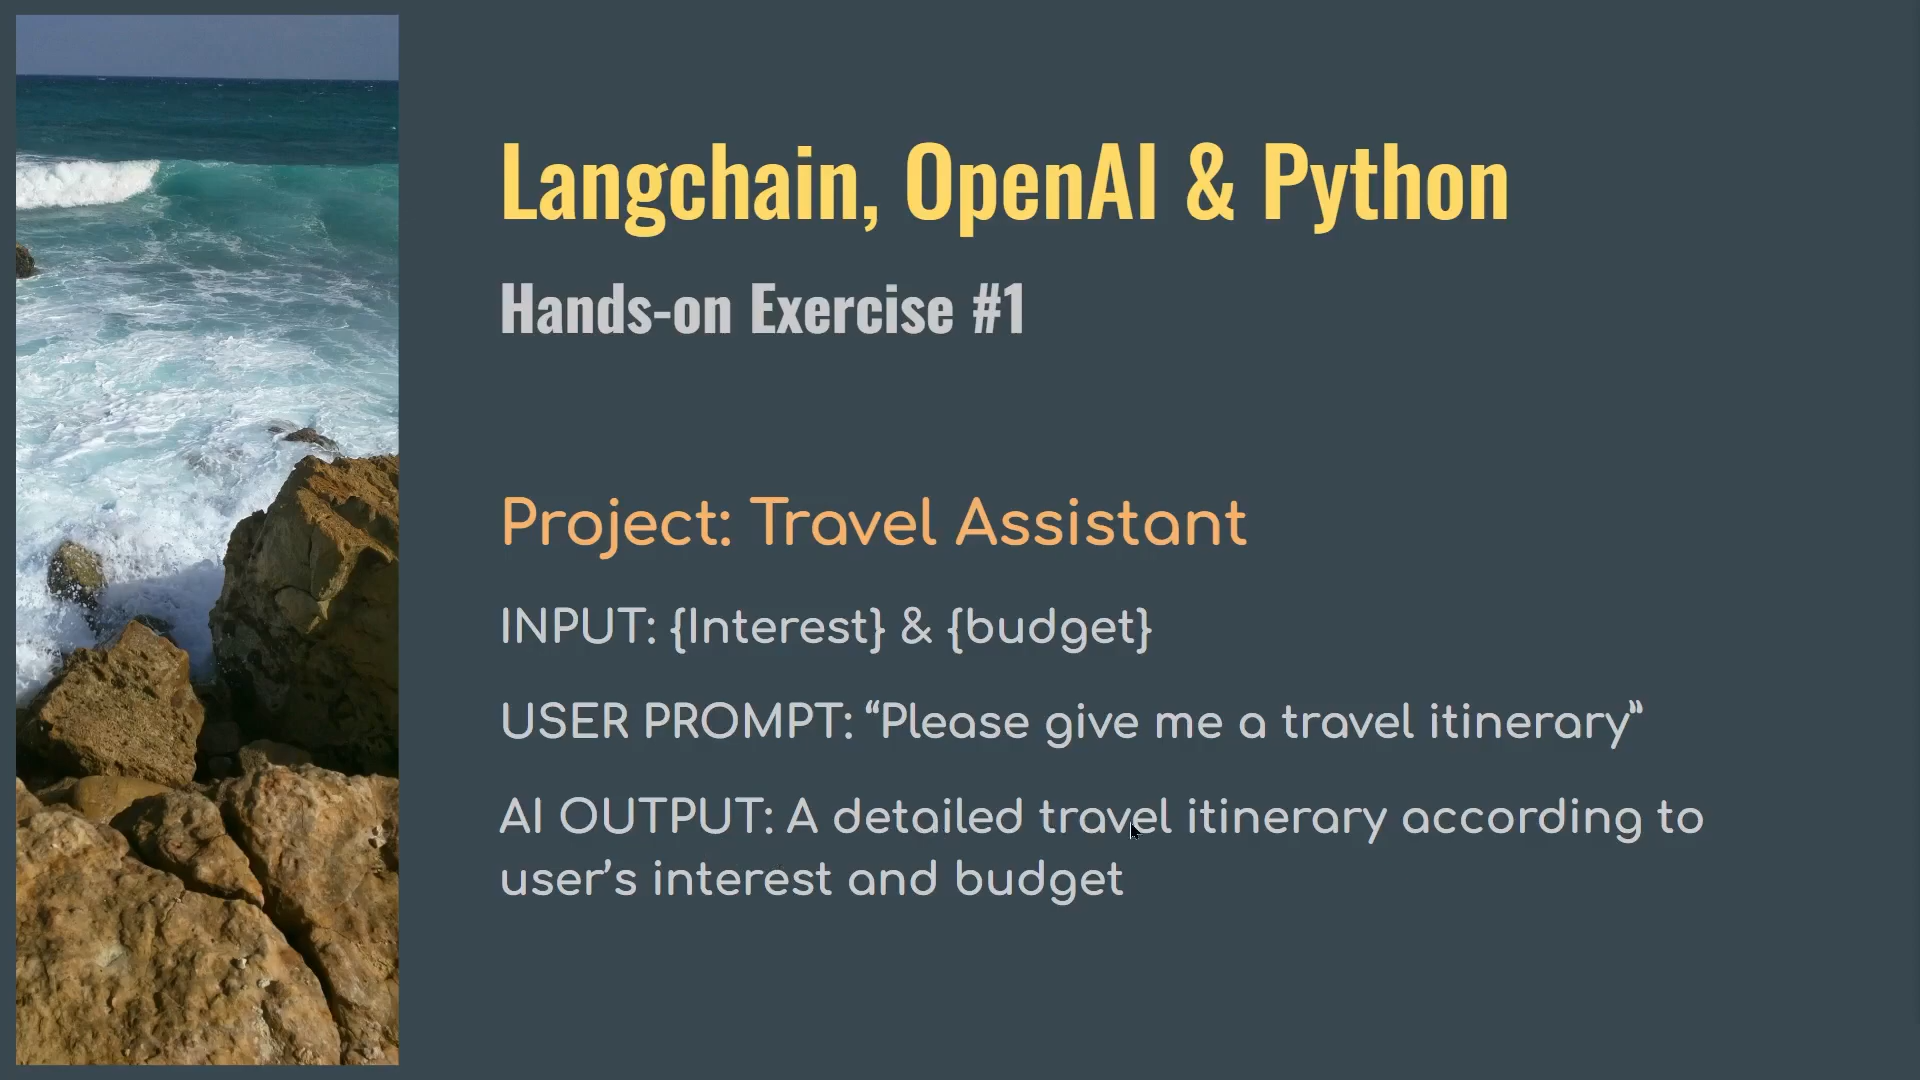 Langchain, OpenAI & Python
Hands-on Exercise #1
Project: Travel Assistant
INPUT: {Interest} & {budget}
USER PROMPT: “Please give me a travel itinerary”
AI OUTPUT: A detailed travel itinerary according to
user’s interest and budget